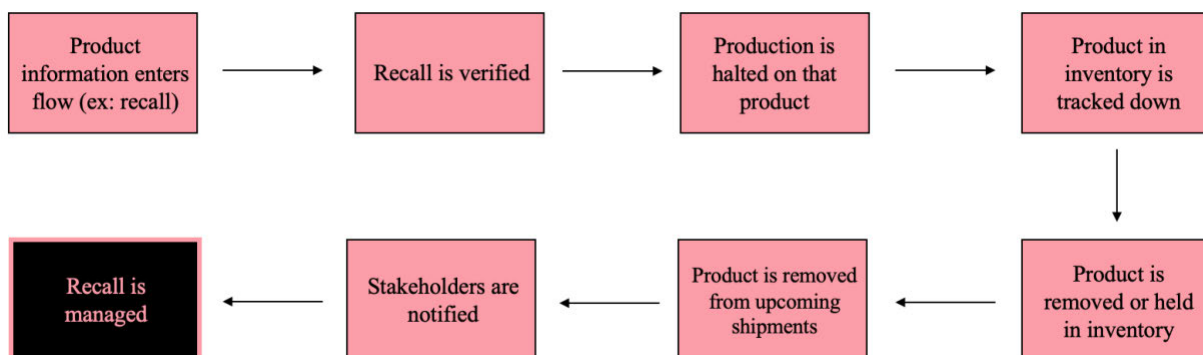 Product
information enters
flow (ex: recall)
Recall is verified
Production is
halted on that
product
Product in
inventory is
tracked down
Product is
removed or held
in inventory
Product is removed
from upcoming
shipments
Stakeholders are
notified
Recall is
managed